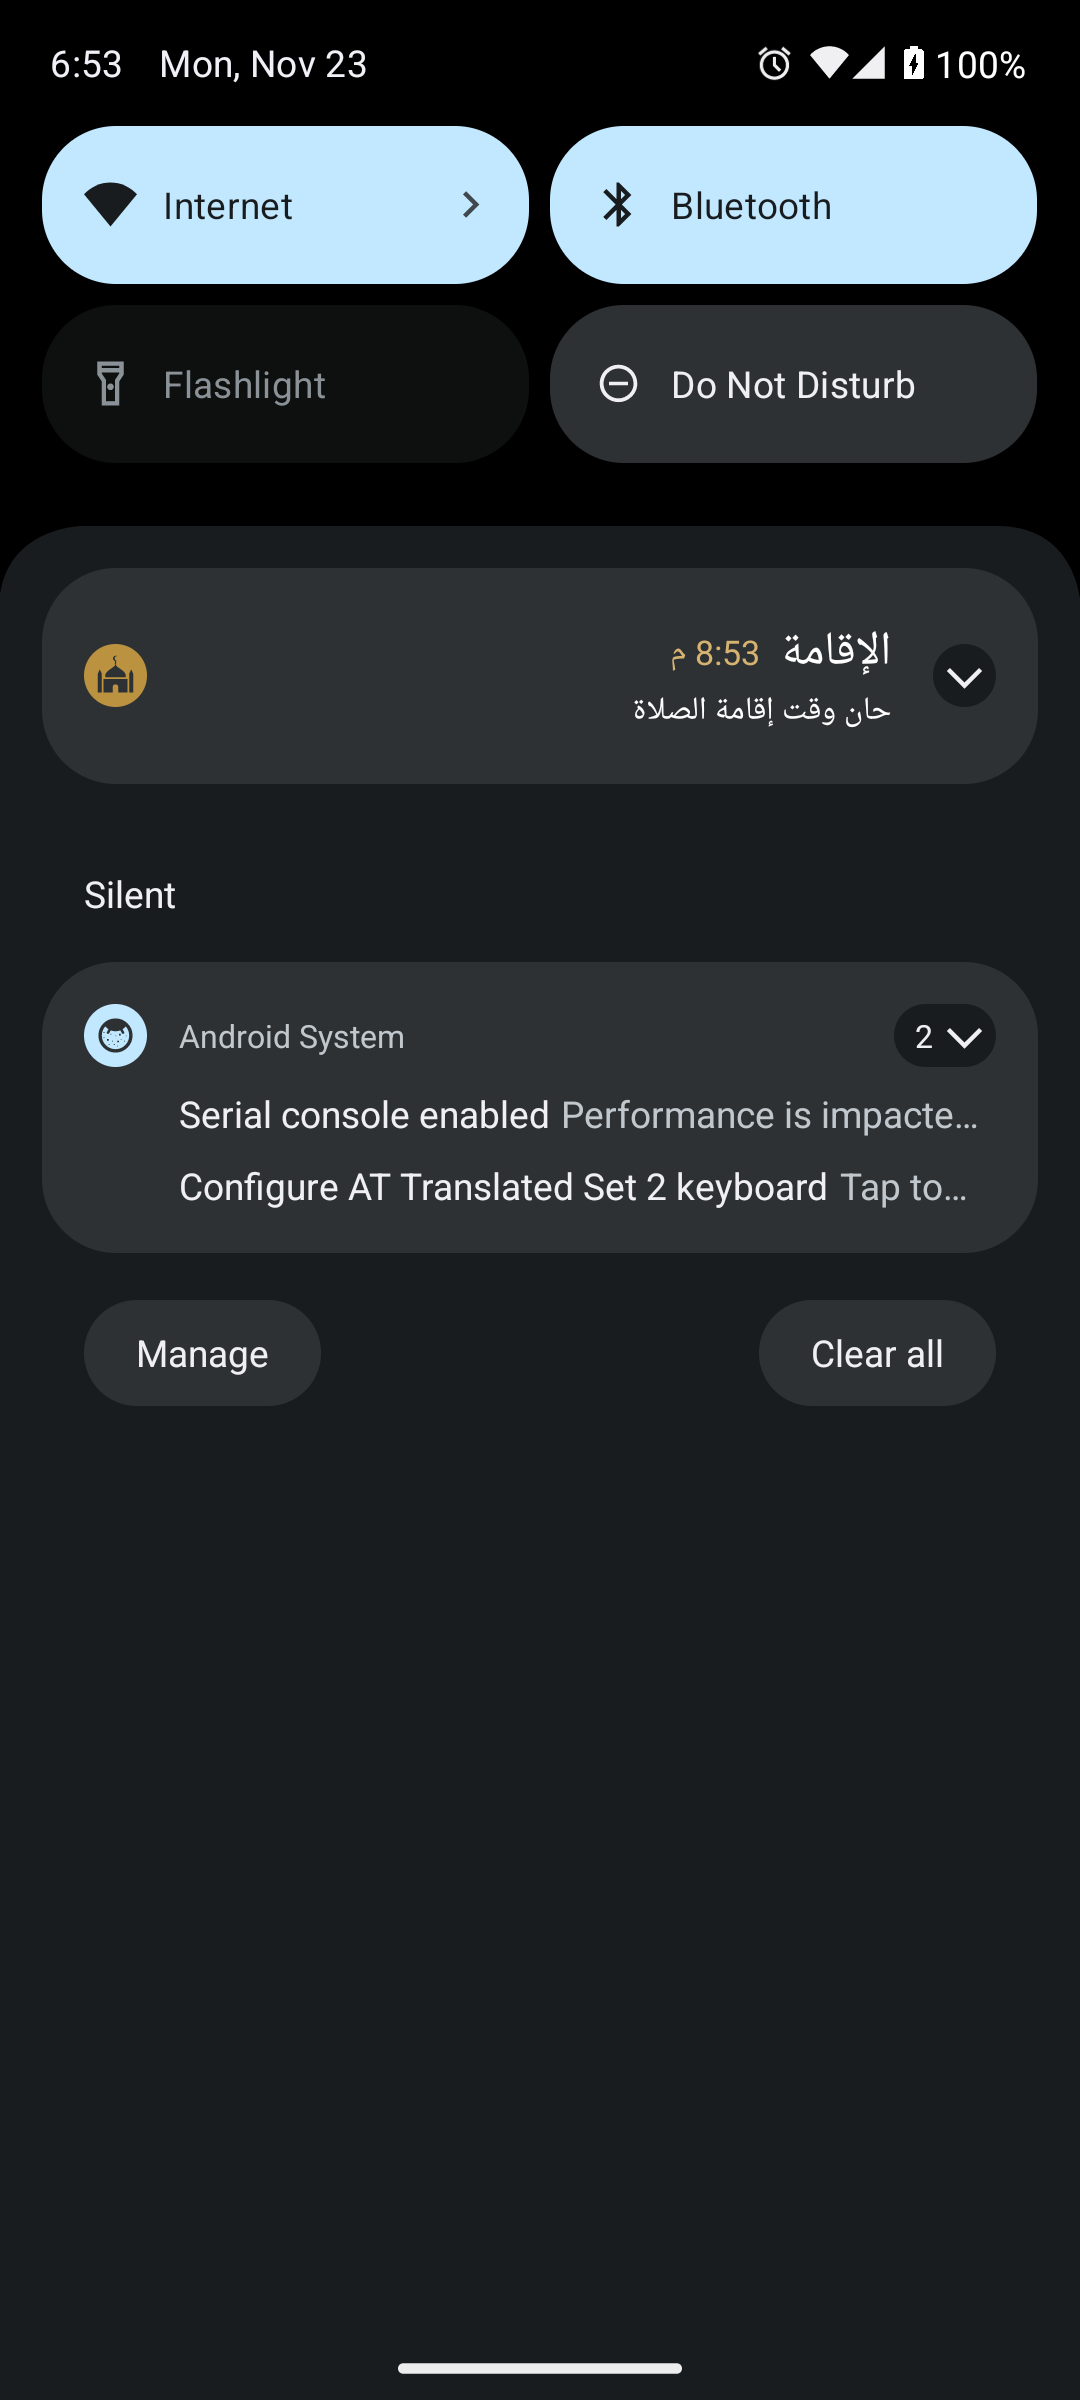 6:53 Mon, Nov 23 100%
Internet
Bluetooth
Flashlight
Do Not Disturb
الإقامة 8:53 م
حان وقت إقامة الصلاة
Silent
Android System 2
Serial console enabled Performance is impacte...
Configure AT Translated Set 2 keyboard Tap to...
Manage
Clear all